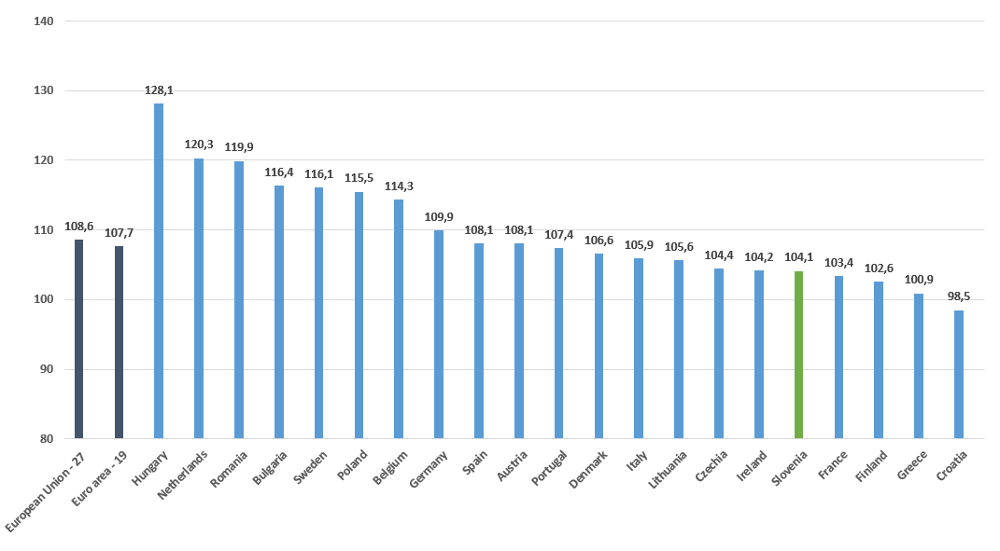 140
130
120
110
100
90
80
108,6
107,7
128,1
120,3
119,9
116,4
116,1
115,5
114,3
109,9
108,1
108,1
107,4
106,6
105,9
105,6
104,4
104,2
104,1
103,4
102,6
100,9
98,5
European Union - 27
Euro area - 19
Hungary
Netherlands
Romania
Bulgaria
Sweden
Poland
Belgium
Germany
Spain
Austria
Portugal
Denmark
Italy
Lithuania
Czechia
Ireland
Slovenia
France
Finland
Greece
Croatia